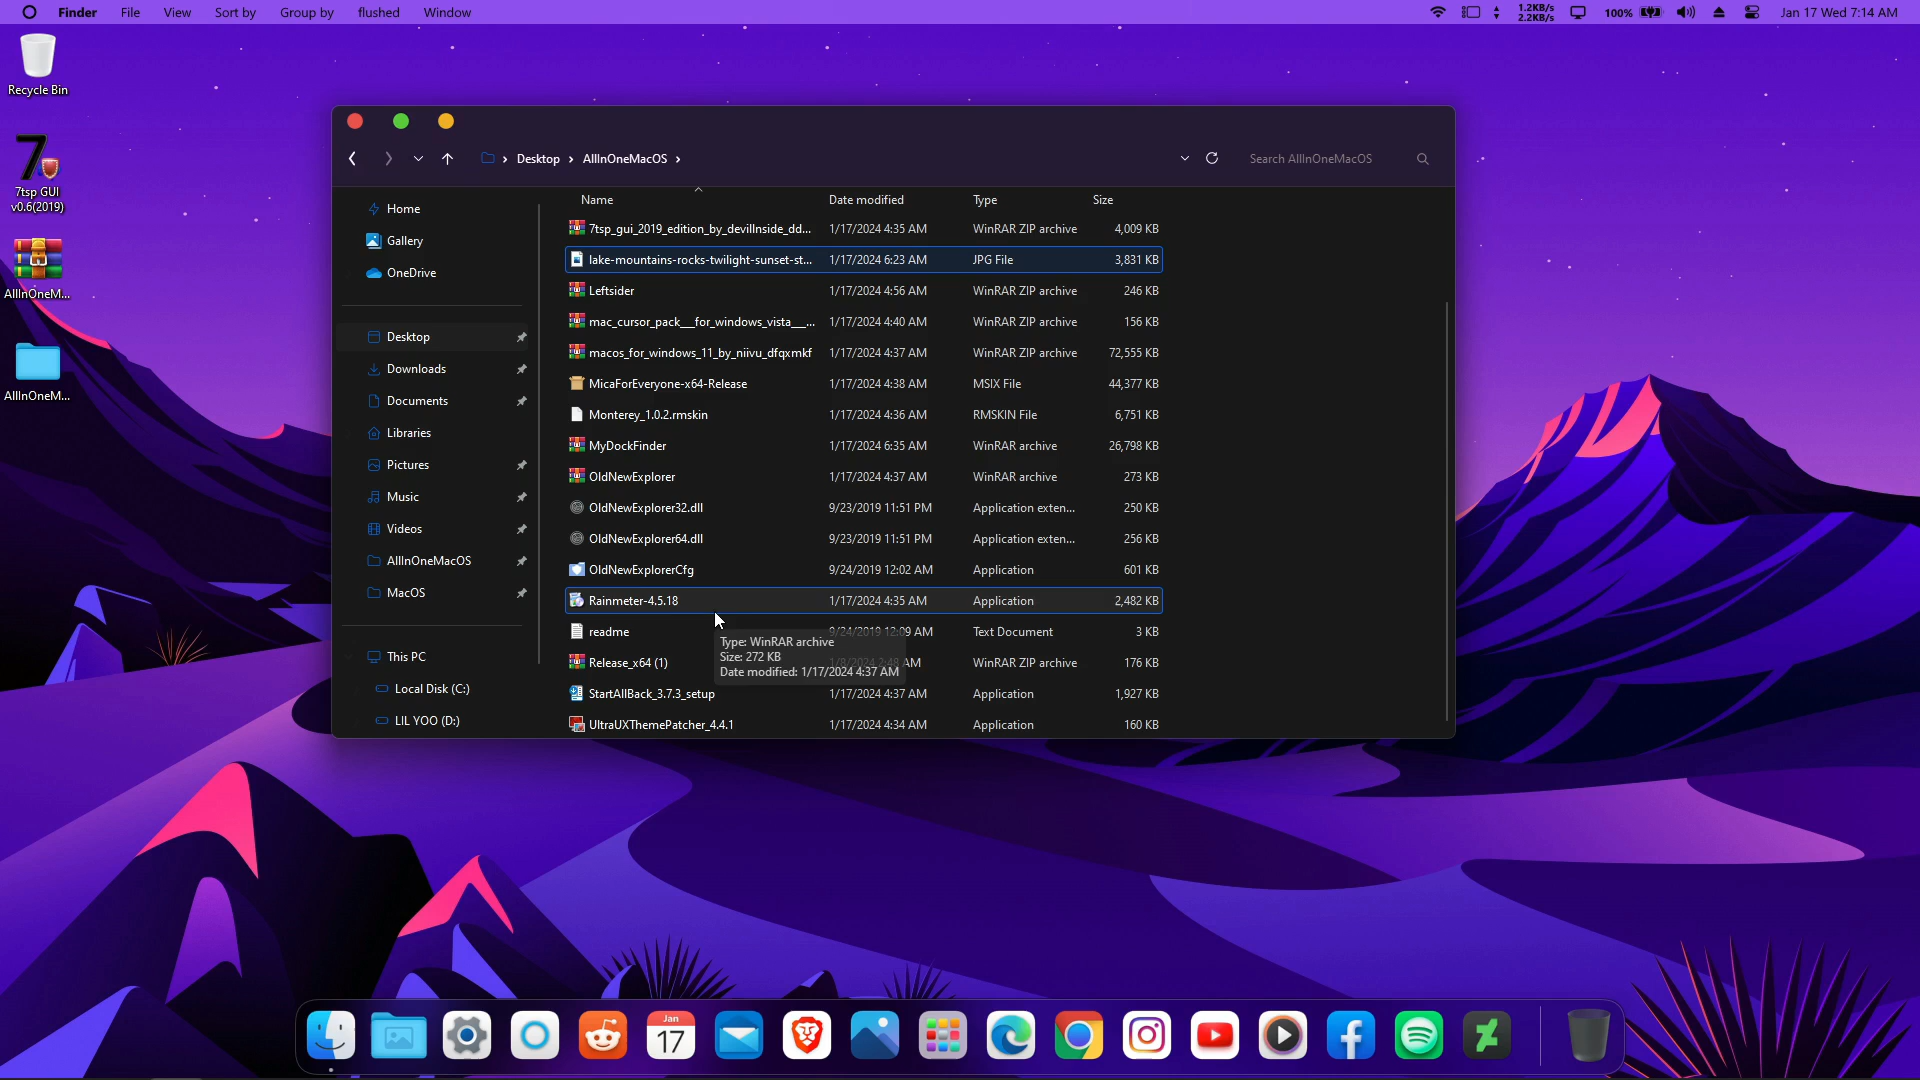 Finder File View Sort by Group by flushed Window
1.2KB/s
2.2KB/s
100%
Jan 17 Wed 7:14 AM
Recycle Bin
7tsp GUI
v0.6(2019)
AllInOneM...
AllInOneM...
Desktop AllInOneMacOS
Search AllInOneMacOS
Home
Gallery
OneDrive
Desktop
Downloads
Documents
Libraries
Pictures
Music
Videos
AllInOneMacOS
MacOS
This PC
Local Disk (C:)
LIL YOO (D:)
Name Date modified Type Size
7tsp_gui_2019_edition_by_devillnside_dd... 1/17/2024 4:35 AM WinRAR ZIP archive 4,009 KB
lake-mountains-rocks-twilight-sunset-st... 1/17/2024 6:23 AM JPG File 3,831 KB
Leftsider 1/17/2024 4:56 AM WinRAR ZIP archive 246 KB
mac_cursor_pack__for_windows_vista__... 1/17/2024 4:40 AM WinRAR ZIP archive 156 KB
macos_for_windows_11_by_niivu_dfqxmkf 1/17/2024 4:37 AM WinRAR ZIP archive 72,555 KB
MicaForEveryone-x64-Release 1/17/2024 4:38 AM MSIX File 44,377 KB
Monterey_1.0.2.rmskin 1/17/2024 4:36 AM RMSKIN File 6,751 KB
MyDockFinder 1/17/2024 6:35 AM WinRAR archive 26,798 KB
OldNewExplorer 1/17/2024 4:37 AM WinRAR archive 273 KB
OldNewExplorer32.dll 9/23/2019 11:51 PM Application exten... 250 KB
OldNewExplorer64.dll 9/23/2019 11:51 PM Application exten... 256 KB
OldNewExplorerCfg 9/24/2019 12:02 AM Application 601 KB
Rainmeter-4.5.18 1/17/2024 4:35 AM Application 2,482 KB
readme 9/24/2019 12:09 AM Text Document 3 KB
Release_x64 (1) 1/8/2024 2:48 AM WinRAR ZIP archive 176 KB
StartAllBack_3.7.3_setup 1/17/2024 4:37 AM Application 1,927 KB
UltraUXThemePatcher_4.4.1 1/17/2024 4:34 AM Application 160 KB
Type: WinRAR archive
Size: 272 KB
Date modified: 1/17/2024 4:37 AM
Jan
17